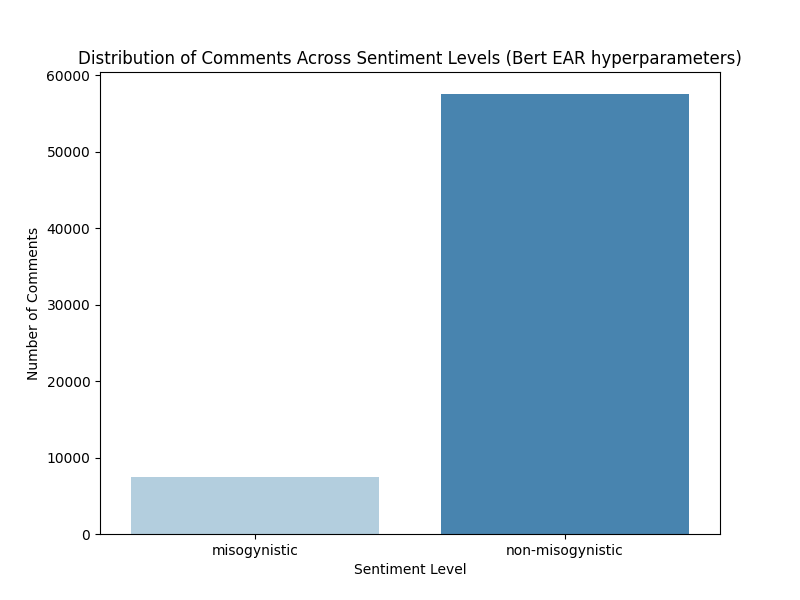 Distribution of Comments Across Sentiment Levels (Bert EAR hyperparameters)
60000
50000
40000
30000
20000
10000
0
Number of Comments
misogynistic
non-misogynistic
Sentiment Level